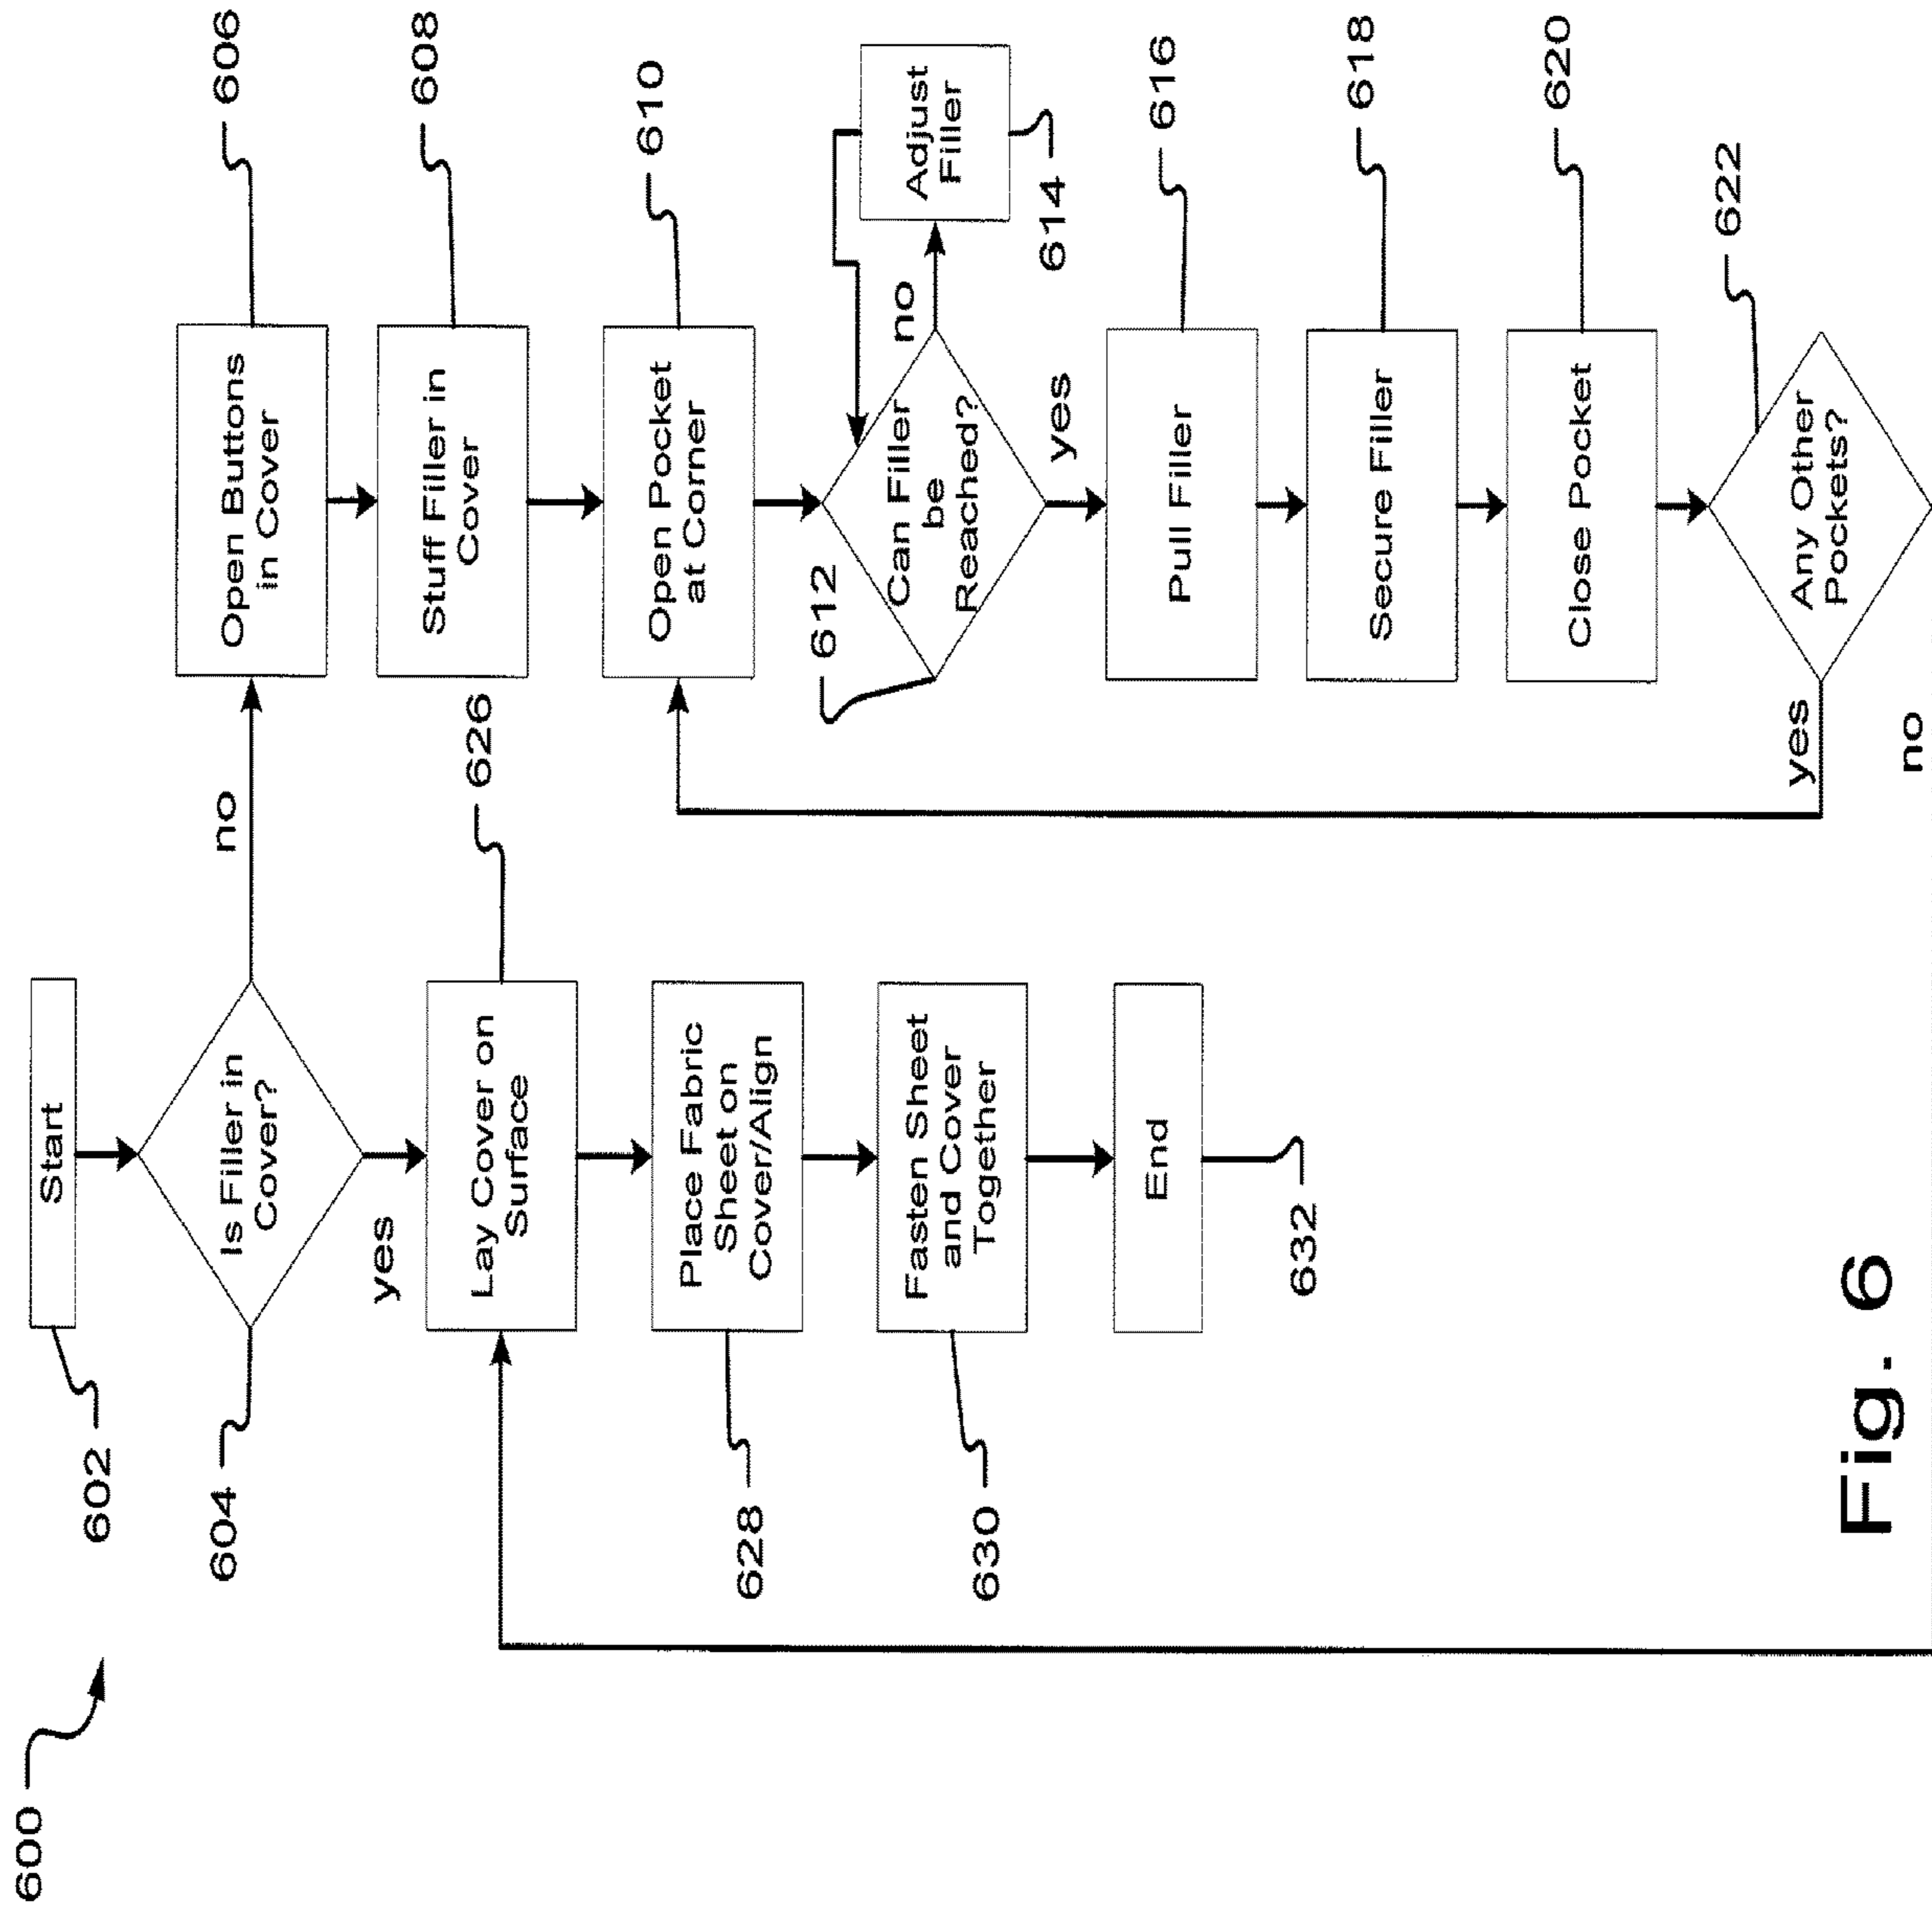 600
602
Start
604
Is Filler in
Cover?
no
yes
606
Open Buttons
in Cover
608
Stuff Filler in
Cover
610
Open Pocket
at Corner
612
Can Filler
be
Reached?
no
Adjust
Filler
614
yes
616
Pull Filler
618
Secure Filler
620
Close Pocket
622
Any Other
Pockets?
yes
no
626
Lay Cover on
Surface
628
Place Fabric
Sheet on
Cover/Align
630
Fasten Sheet
and Cover
Together
End
632
Fig. 6